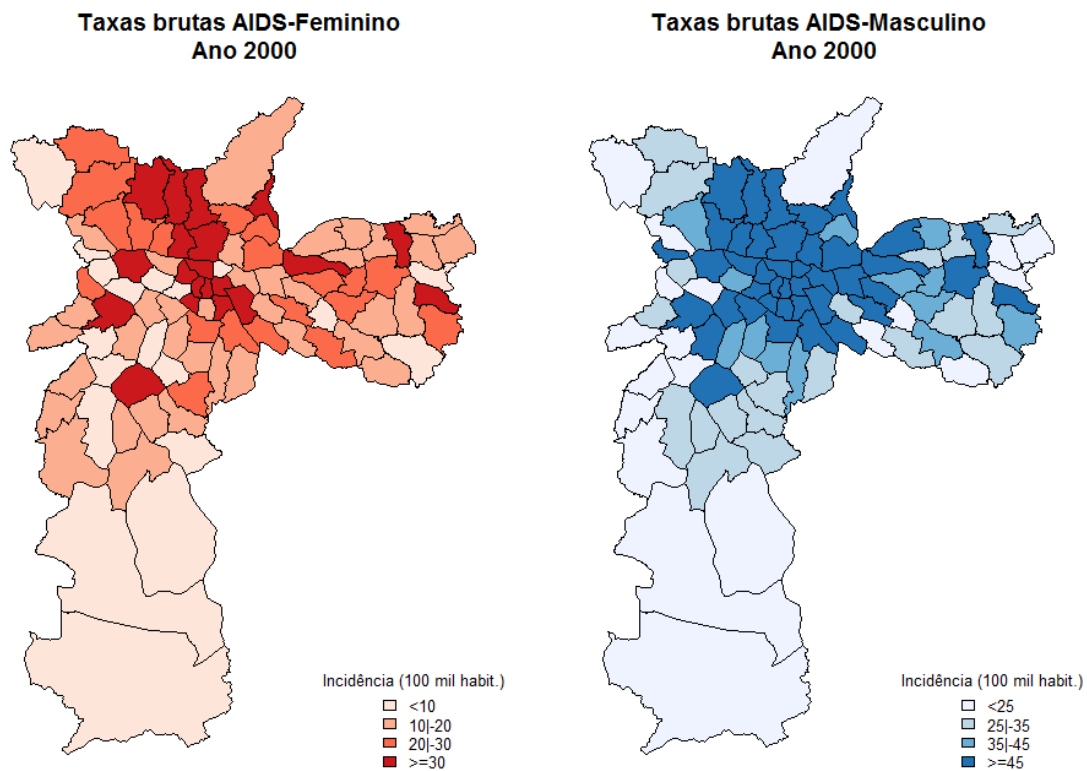 Taxas brutas AIDS-Feminino
Ano 2000
Taxas brutas AIDS-Masculino
Ano 2000
Incidência (100 mil habit.)
<10
10|-20
20|-30
>=30
Incidência (100 mil habit.)
<25
25|-35
35|-45
>=45